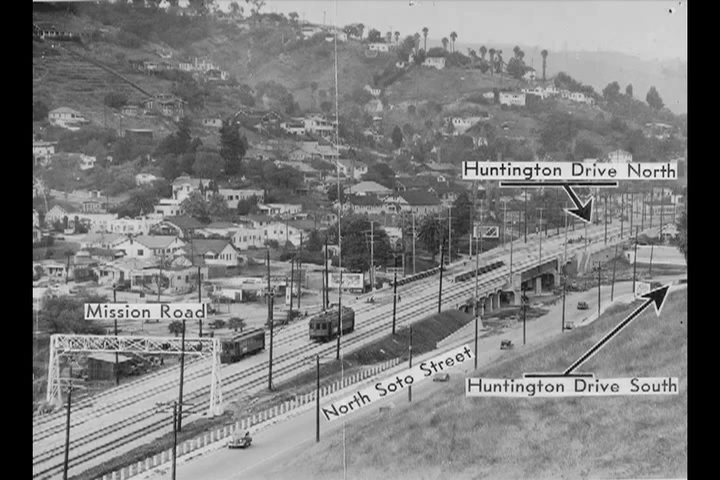 Huntington Drive North
Mission Road
North Soto Street
Huntington Drive South